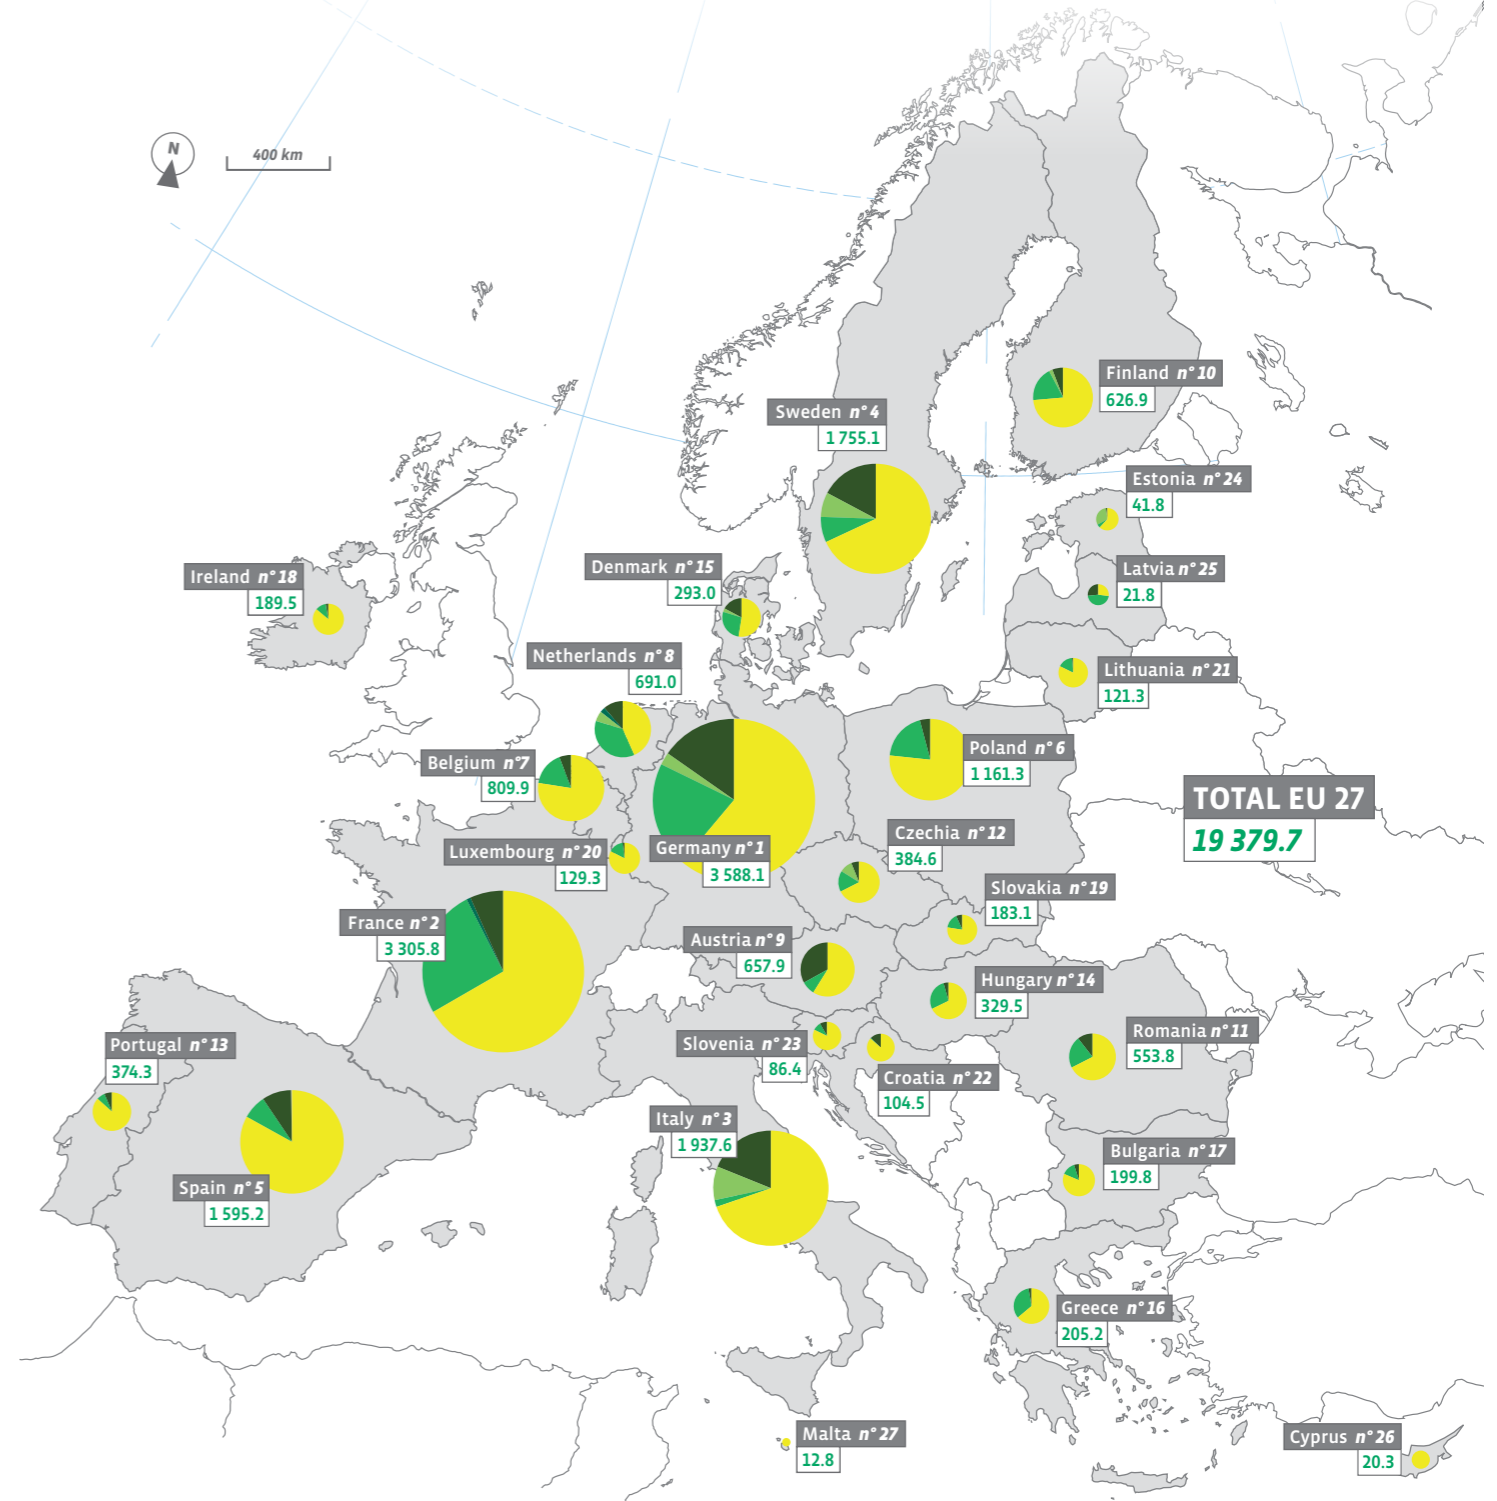 N
400 km
Finland n° 10
626.9
Sweden n° 4
1 755.1
Estonia n° 24
41.8
Ireland n° 18
189.5
Denmark n° 15
293.0
Latvia n° 25
21.8
Netherlands n° 8
691.0
Lithuania n° 21
121.3
Belgium n°7
809.9
Poland n° 6
1 161.3
TOTAL EU 27
19 379.7
Luxembourg n° 20
129.3
Germany n° 1
3 588.1
Czechia n° 12
384.6
Slovakia n° 19
183.1
France n° 2
3 305.8
Austria n° 9
657.9
Hungary n° 14
329.5
Portugal n° 13
374.3
Slovenia n° 23
86.4
Romania n° 11
553.8
Croatia n° 22
104.5
Italy n° 3
1 937.6
Spain n° 5
1 595.2
Bulgaria n° 17
199.8
Greece n° 16
205.2
Malta n° 27
12.8
Cyprus n° 26
20.3